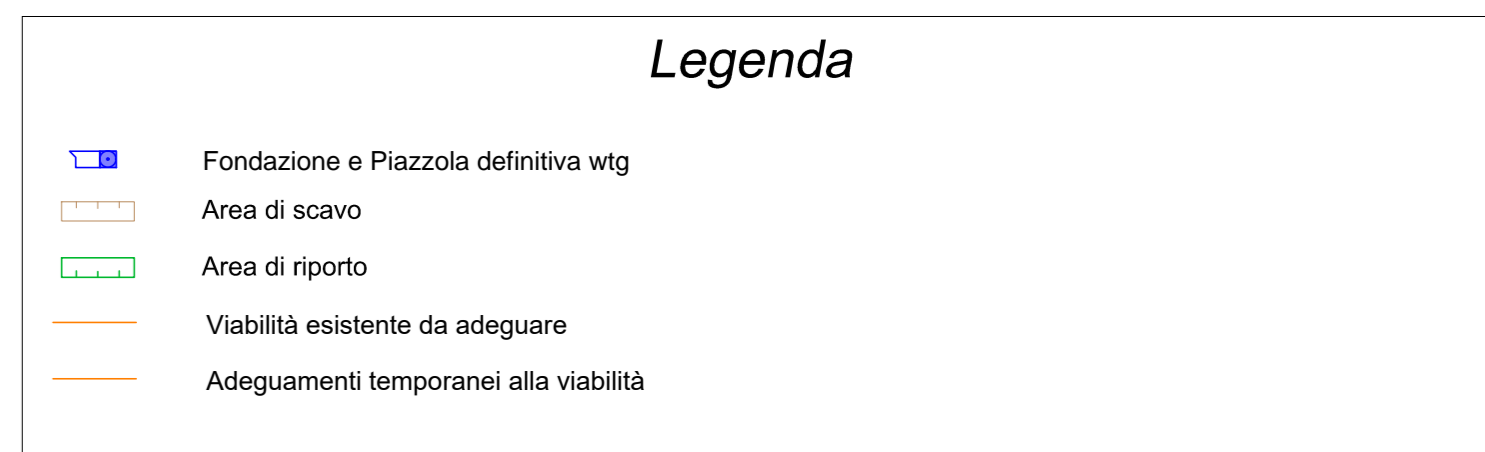 Legenda
Fondazione e Piazzola definitiva wtg
Area di scavo
Area di riporto
Viabilità esistente da adeguare
Adeguamenti temporanei alla viabilità